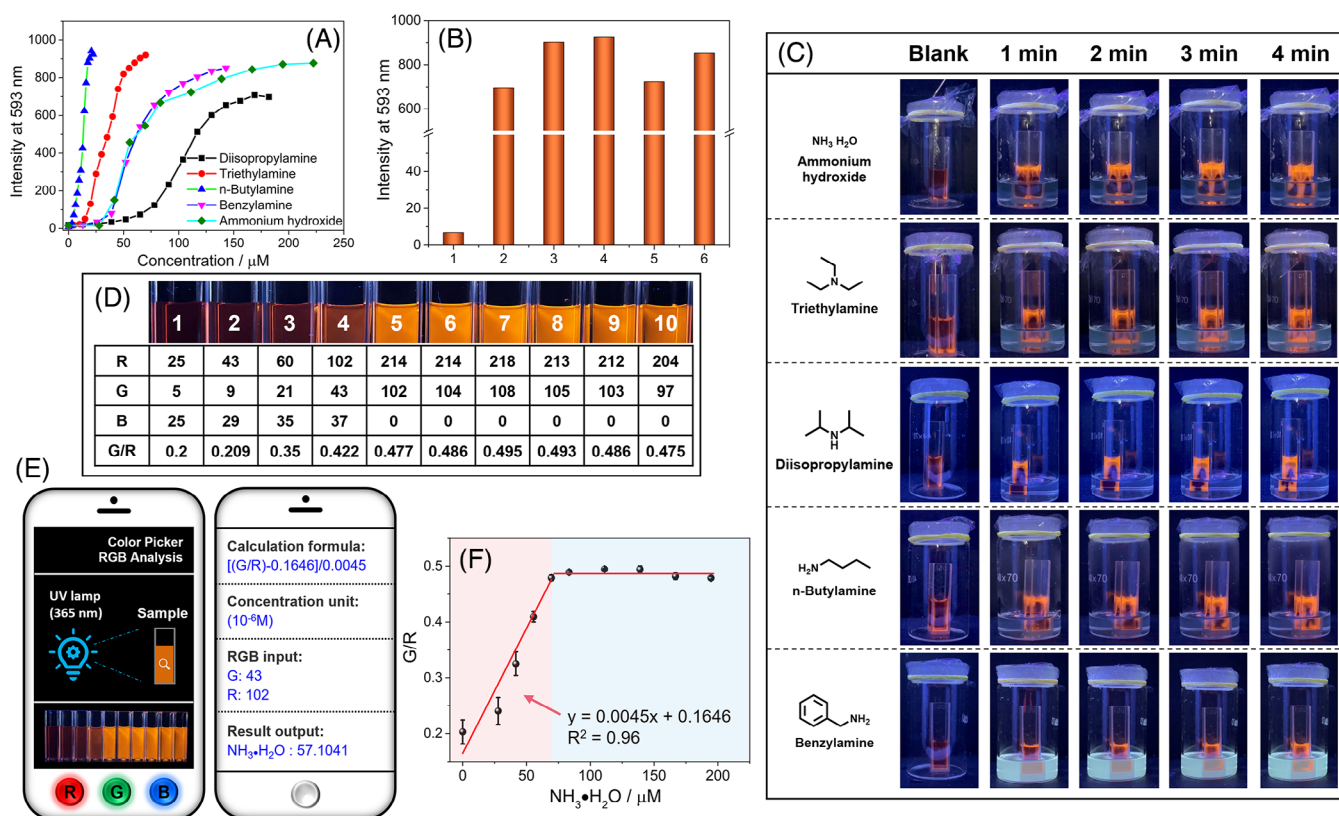 (A)
1000
800
600
400
200
0
Intensity at 593 nm
Diisopropylamine
Triethylamine
n-Butylamine
Benzylamine
Ammonium hydroxide
0 50 100 150 200 250
Concentration / μM
(B)
1000
800
600
40
20
0
Intensity at 593 nm
1 2 3 4 5 6
(C)
Blank 1 min 2 min 3 min 4 min
NH3 H2O
Ammonium
hydroxide
N
Triethylamine
N
H
Diisopropylamine
H2N
n-Butylamine
NH2
Benzylamine
(D)
1 2 3 4 5 6 7 8 9 10
R 25 43 60 102 214 214 218 213 212 204
G 5 9 21 43 102 104 108 105 103 97
B 25 29 35 37 0 0 0 0 0 0
G/R 0.2 0.209 0.35 0.422 0.477 0.486 0.495 0.493 0.486 0.475
(E)
Color Picker
RGB Analysis
UV lamp
(365 nm)
Sample
R G B
Calculation formula:
[(G/R)-0.1646]/0.0045
Concentration unit:
(10-6M)
RGB input:
G: 43
R: 102
Result output:
NH3•H2O : 57.1041
(F)
0.5
0.4
0.3
0.2
G/R
y = 0.0045x + 0.1646
R2 = 0.96
0 50 100 150 200
NH3•H2O / μM